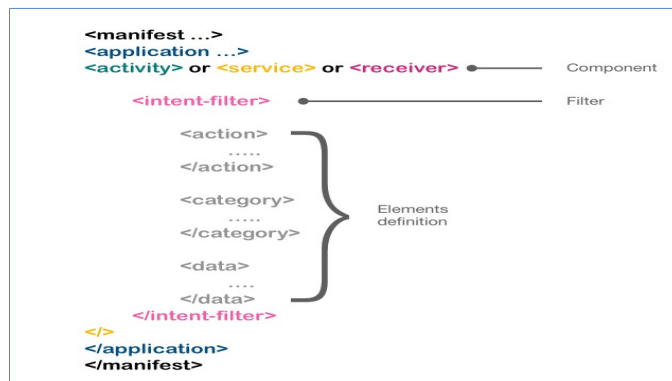 <manifest ...>
<application ...>
<activity> or <service> or <receiver> Component
<intent-filter> Filter
<action>
.....
</action>
<category>
.....
</category>
Elements
definition
<data>
....
</data>
</intent-filter>
</>
</application>
</manifest>